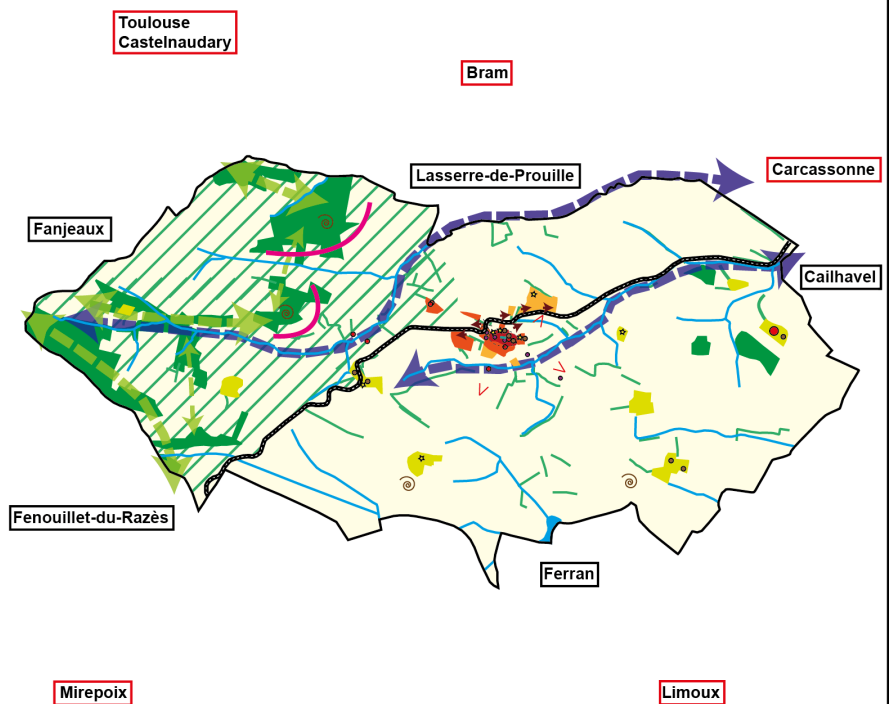 Toulouse
Castelnaudary
Bram
Lasserre-de-Prouille
Carcassonne
Fanjeaux
Cailhavel
Fenouillet-du-Razès
Ferran
Mirepoix
Limoux